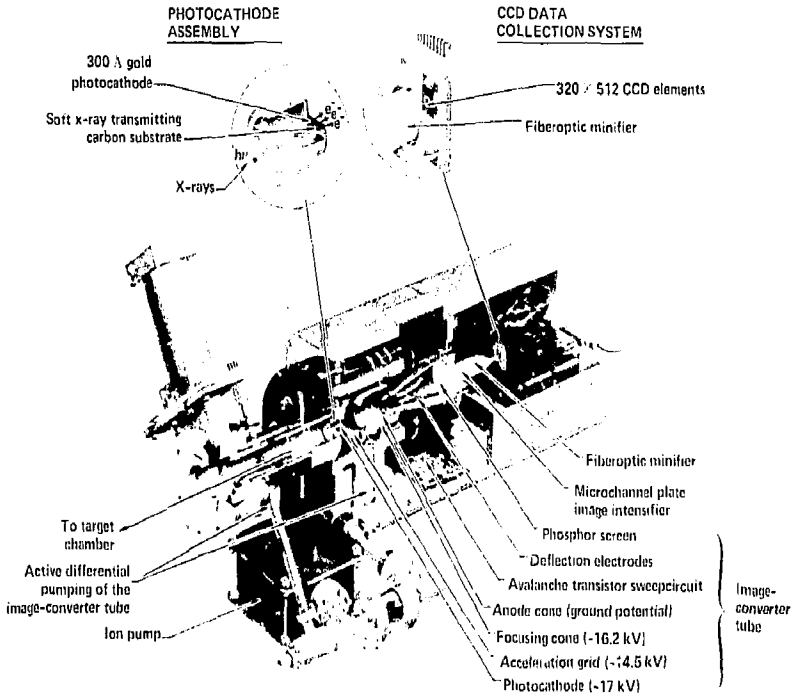 PHOTOCATHODE
ASSEMBLY
CCD DATA
COLLECTION SYSTEM
300 Å gold
photocathode
Soft x-ray transmitting
carbon substrate
hν
X-rays
e
e
e
320 × 512 CCD elements
Fiberoptic minifier
To target
chamber
Active differential
pumping of the
image-converter tube
Ion pump
Fiberoptic minifier
Microchannel plate
image intensifier
Phosphor screen
Deflection electrodes
Avalanche transistor sweepcircuit
Anode cone (ground potential)
Focusing cone (-16.2 kV)
Acceleration grid (-14.5 kV)
Photocathode (-17 kV)
Image-
converter
tube